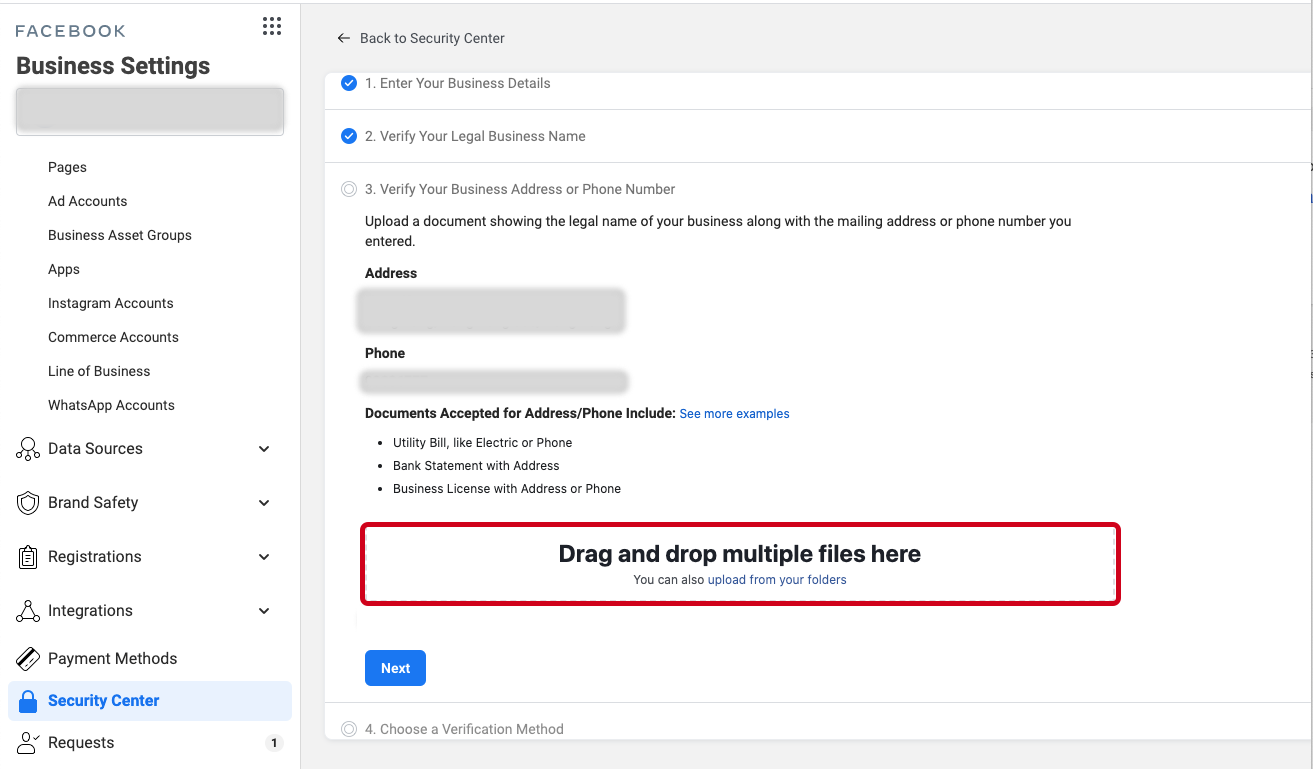 FACEBOOK
Business Settings
Pages
Ad Accounts
Business Asset Groups
Apps
Instagram Accounts
Commerce Accounts
Line of Business
WhatsApp Accounts
Data Sources
Brand Safety
Registrations
Integrations
Payment Methods
Security Center
Requests 1
Back to Security Center
1. Enter Your Business Details
2. Verify Your Legal Business Name
3. Verify Your Business Address or Phone Number
Upload a document showing the legal name of your business along with the mailing address or phone number you
entered.
Address
Phone
Documents Accepted for Address/Phone Include: See more examples
• Utility Bill, like Electric or Phone
• Bank Statement with Address
• Business License with Address or Phone
Drag and drop multiple files here
You can also upload from your folders
Next
4. Choose a Verification Method